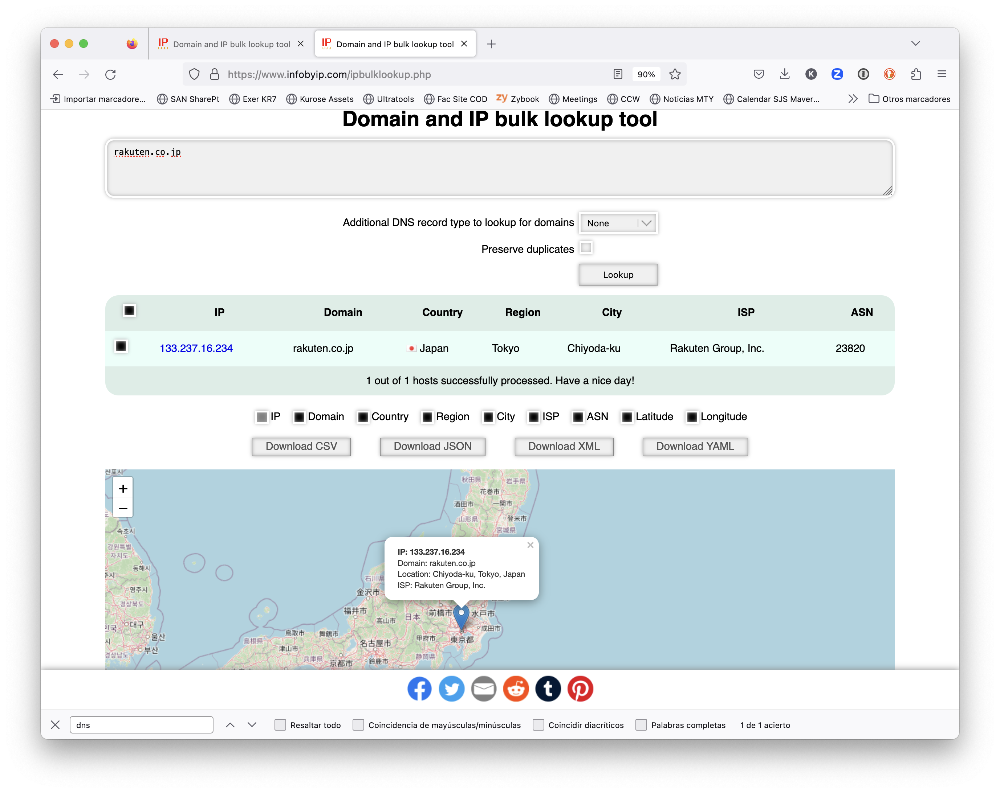 IP Domain and IP bulk lookup tool
IP Domain and IP bulk lookup tool
https://www.infobyip.com/ipbulklookup.php
90%
K
Z
Importar marcadore...
SAN SharePt
Exer KR7
Kurose Assets
Ultratools
Fac Site COD
zy Zybook
Meetings
CCW
Noticias MTY
Calendar SJS Maver...
Otros marcadores
Domain and IP bulk lookup tool
rakuten.co.jp
Additional DNS record type to lookup for domains None
Preserve duplicates
Lookup
IP Domain Country Region City ISP ASN
133.237.16.234 rakuten.co.jp Japan Tokyo Chiyoda-ku Rakuten Group, Inc. 23820
1 out of 1 hosts successfully processed. Have a nice day!
IP Domain Country Region City ISP ASN Latitude Longitude
Download CSV Download JSON Download XML Download YAML
신포시
+
−
秋田県
岩手県
花巻市
酒田市
一関市
山形県
登米市
宮城県
속초시
강원특별
자치도
동해시
영주시
경상북도
대구
울산
부산
경상남도
IP: 133.237.16.234
Domain: rakuten.co.jp
Location: Chiyoda-ku, Tokyo, Japan
ISP: Rakuten Group, Inc.
石川県
金沢市
福井市
高山市
日本
前橋市
水戸市
成田市
東京都
甲府市
静岡県
名古屋市
鈴鹿市
京都市
舞鶴市
鳥取市
島根県
津山市
兵庫県
dns
Resaltar todo
Coincidencia de mayúsculas/minúsculas
Coincidir diacríticos
Palabras completas
1 de 1 acierto